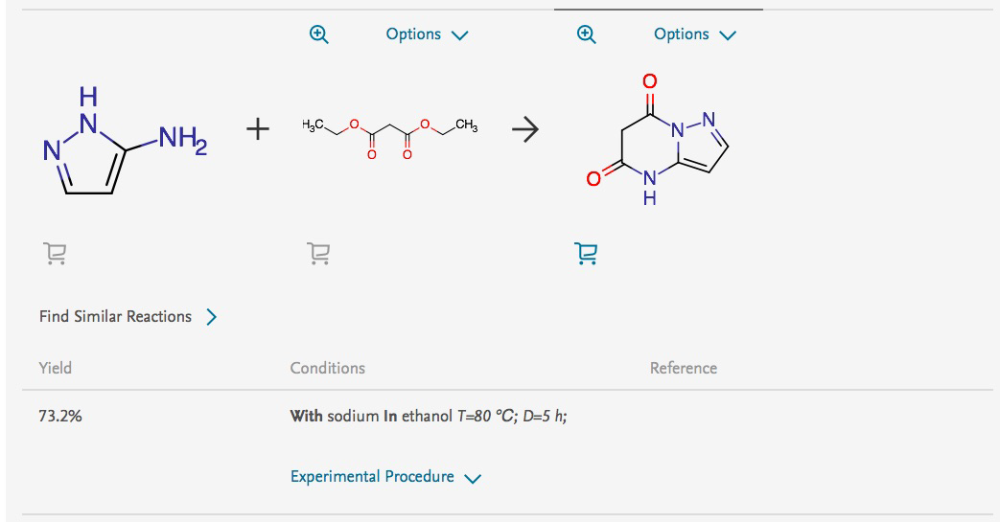 Options Options
H
N
N
NH2
+
H3C
O
O
O
O
CH3
O
O
N
N
N
H
Find Similar Reactions
Yield Conditions Reference
73.2% With sodium In ethanol T=80 °C; D=5 h;
Experimental Procedure